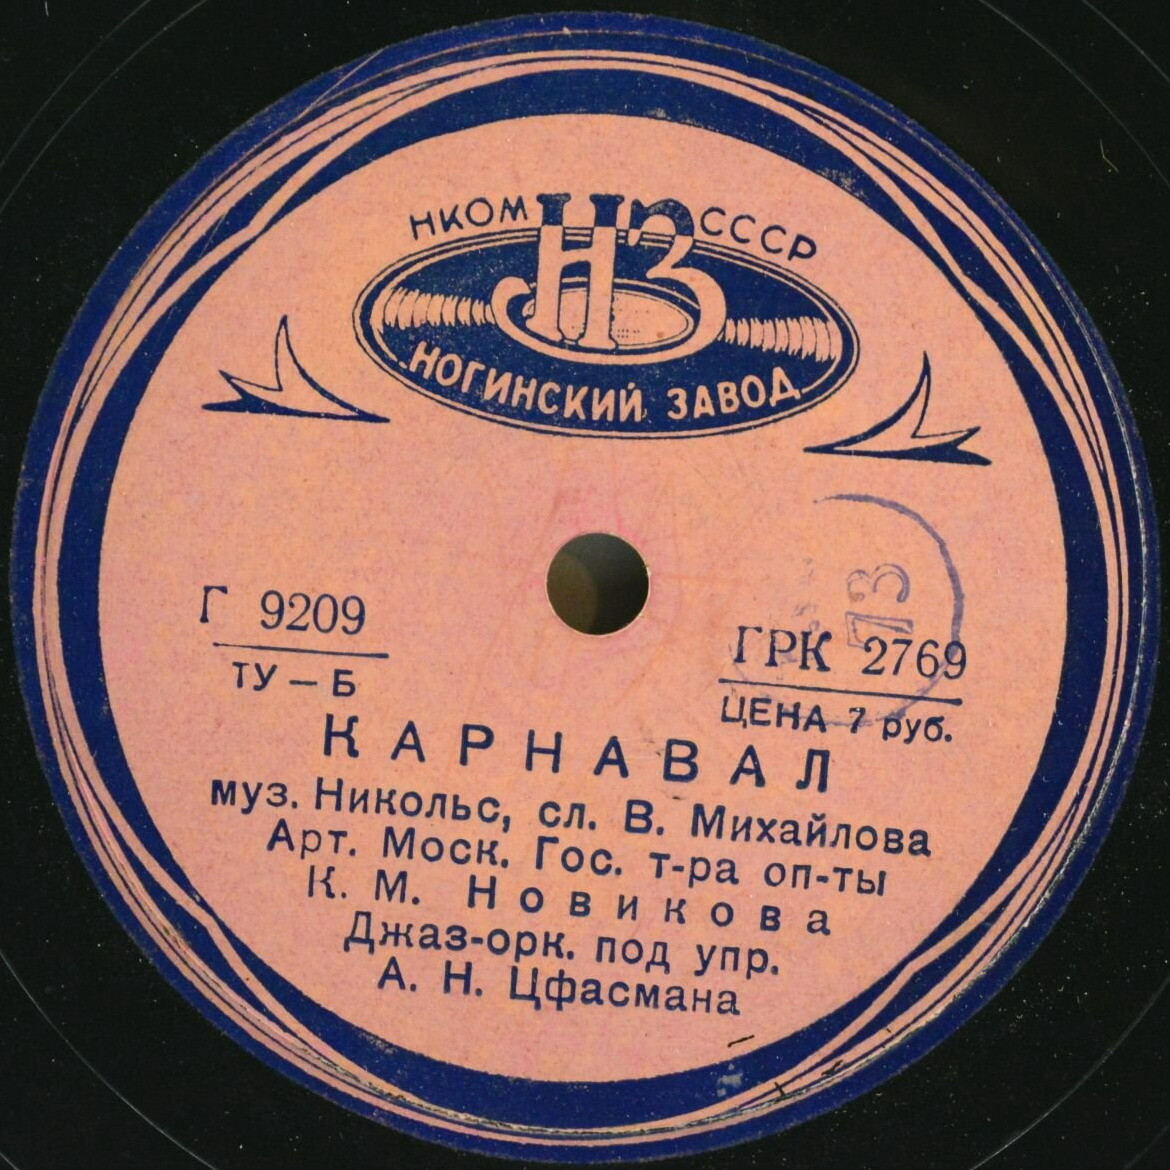 НКОМ НЗ СССР
НОГИНСКИЙ ЗАВОД
Г 9209
ТУ — Б
13
ГРК 2769
ЦЕНА 7 руб.
КАРНАВАЛ
муз. Никольс, сл. В. Михайлова
Арт. Моск. Гос. т-ра оп-ты
К. М. Новикова
Джаз-орк. под упр.
А. Н. Цфасмана